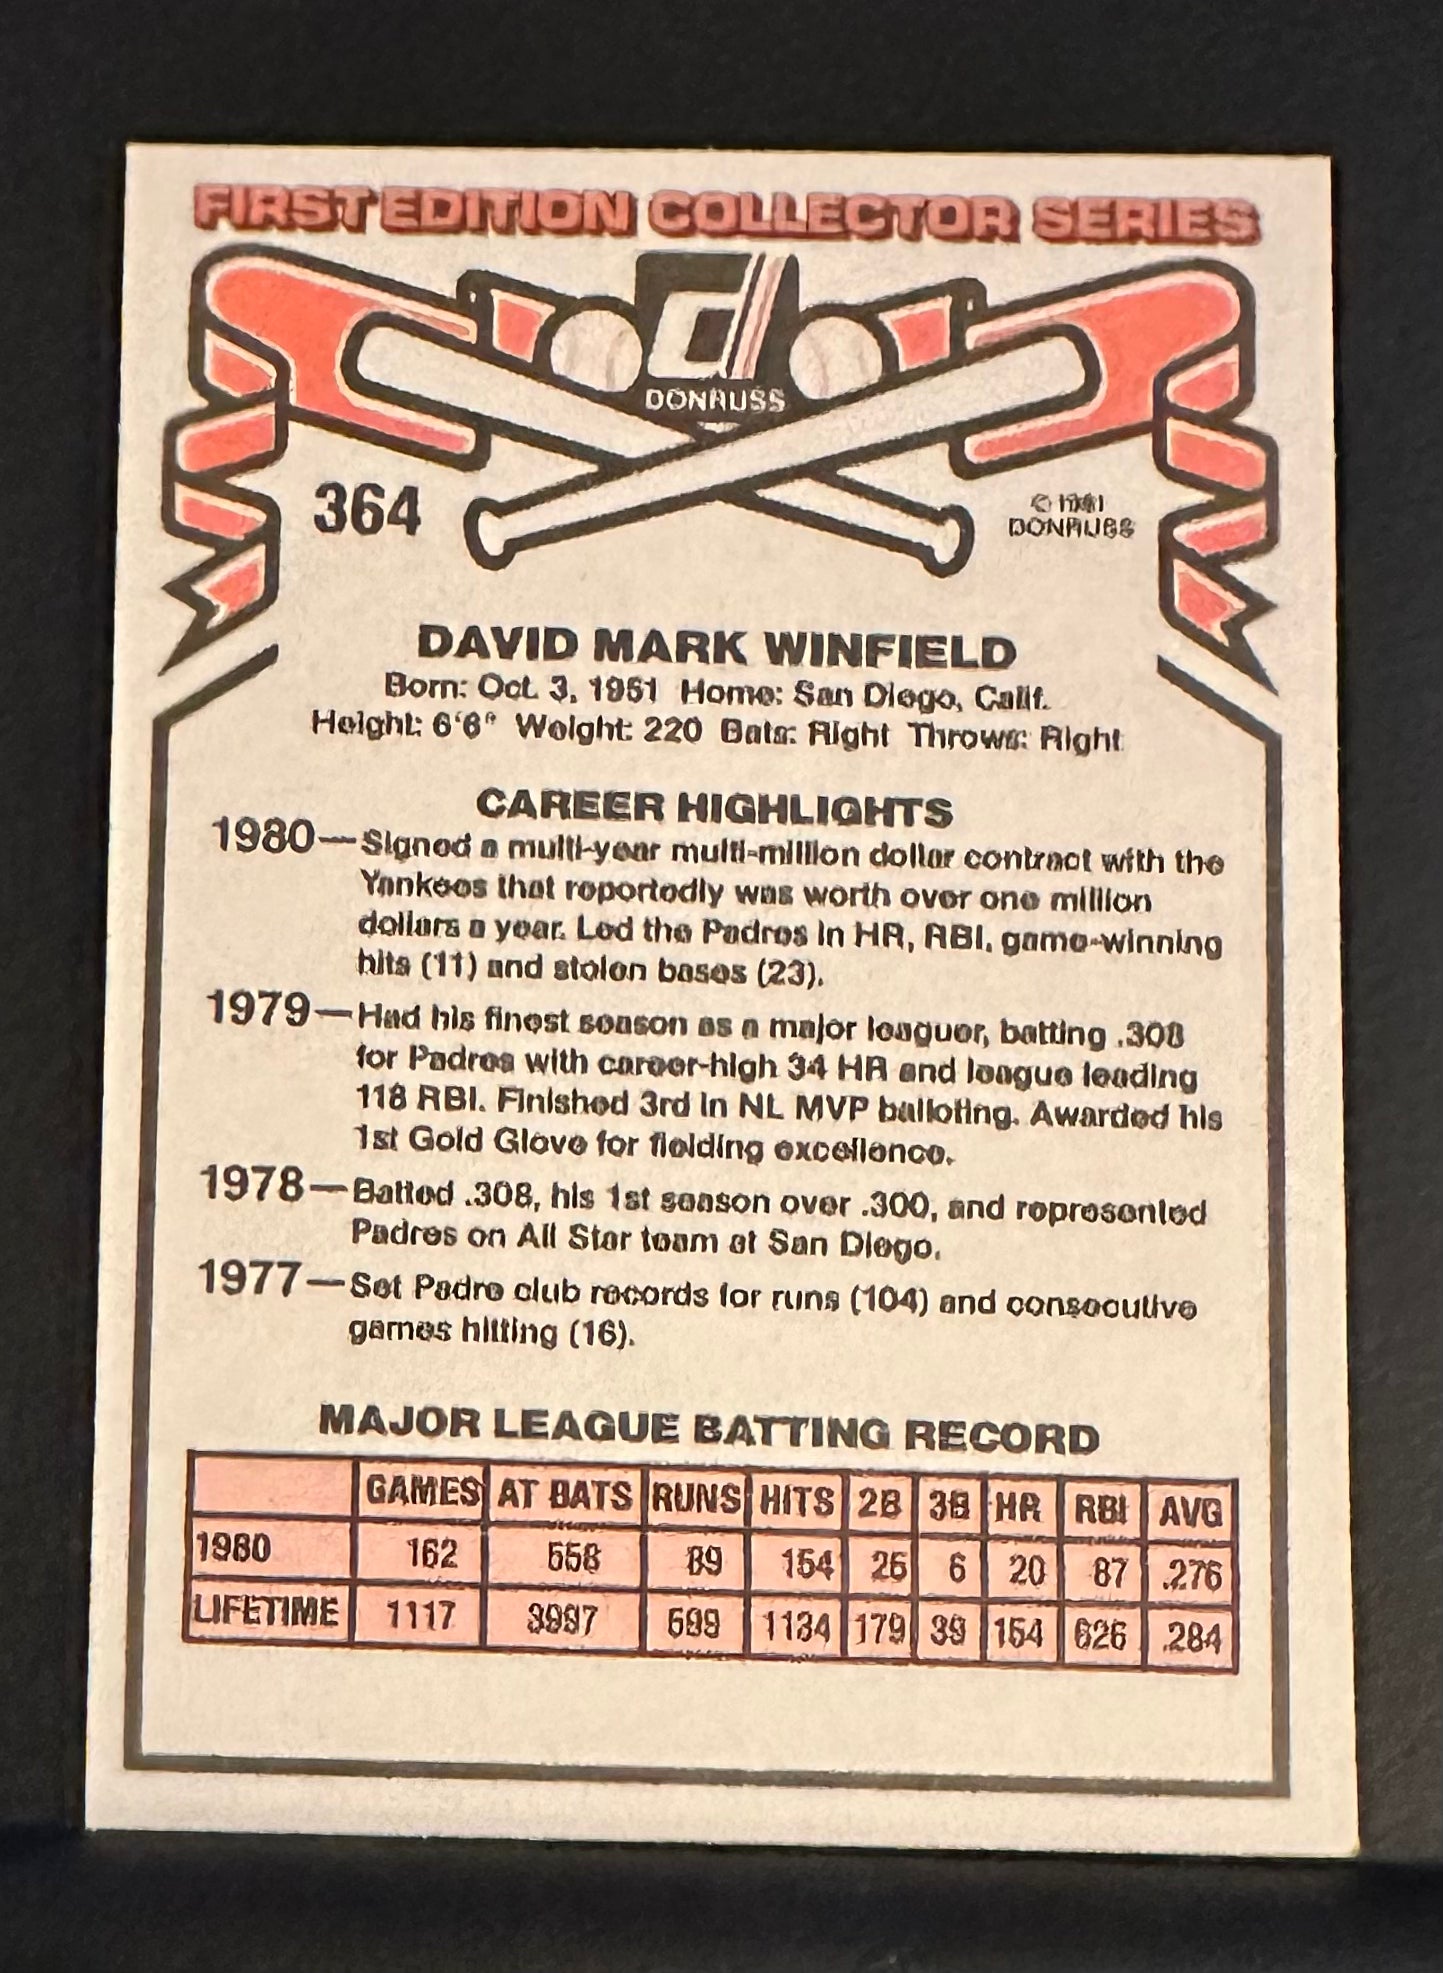 FIRST EDITION COLLECTOR SERIES
DONRUSS
364
© 1981
DONRUSS
DAVID MARK WINFIELD
Born: Oct. 3, 1951 Home: San Diego, Calif.
Height: 6'6" Weight: 220 Bats: Right Throws: Right
CAREER HIGHLIGHTS
1980—Signed a multi-year multi-million dollar contract with the
Yankees that reportedly was worth over one million
dollars a year. Led the Padres in HR, RBI, game-winning
hits (11) and stolen bases (23).
1979—Had his finest season as a major leaguer, batting .308
for Padres with career-high 34 HR and league leading
118 RBI. Finished 3rd in NL MVP balloting. Awarded his
1st Gold Glove for fielding excellence.
1978—Batted .308, his 1st season over .300, and represented
Padres on All Star team at San Diego.
1977—Set Padre club records for runs (104) and consecutive
games hitting (16).
MAJOR LEAGUE BATTING RECORD
GAMES AT BATS RUNS HITS 2B 3B HR RBI AVG
1980 162 558 89 154 25 6 20 87 .276
LIFETIME 1117 3997 599 1134 179 39 154 626 .284